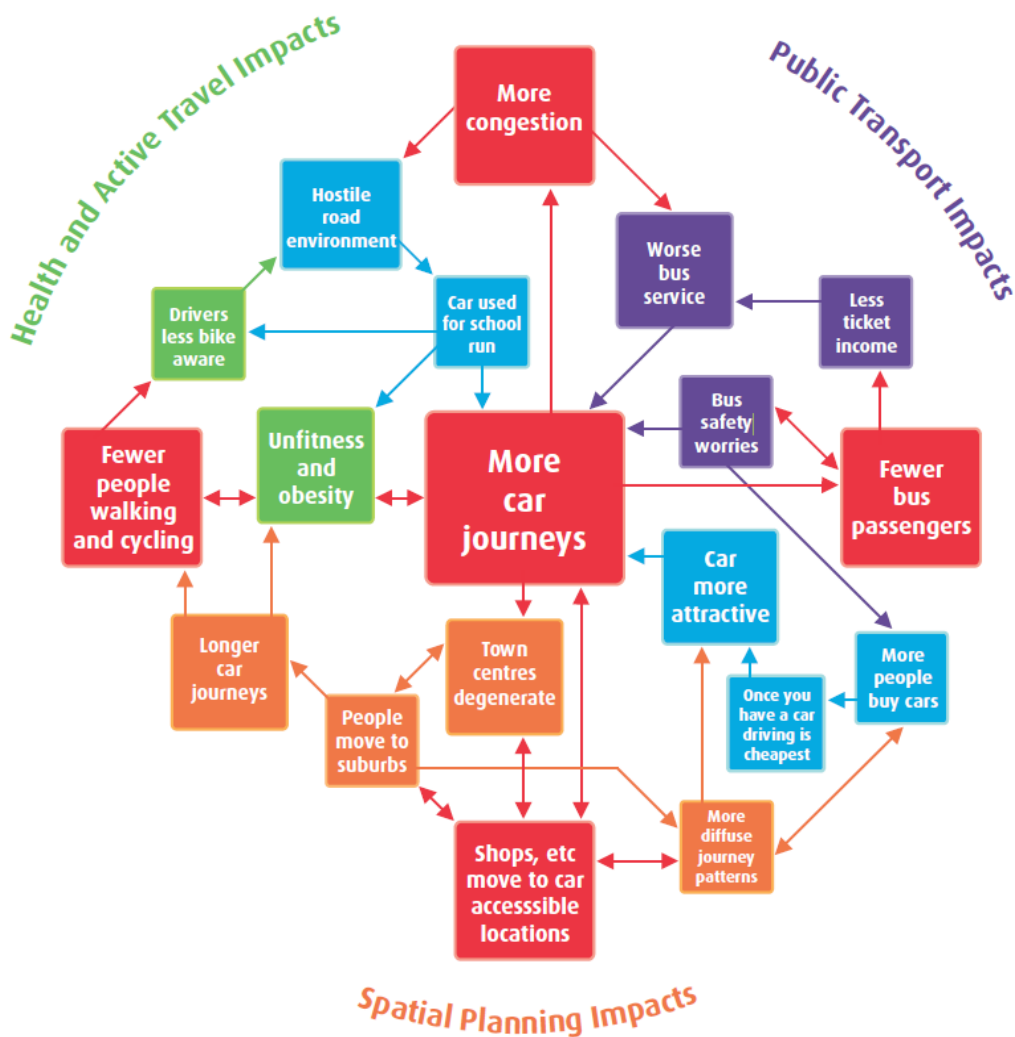 Health and Active Travel Impacts
Public Transport Impacts
More
congestion
Hostile
road
environment
Worse
bus
service
Drivers
less bike
aware
Car used
for school
run
Less
ticket
income
Bus
safety
worries
Fewer
people
walking
and cycling
Unfitness
and
obesity
More
car
journeys
Fewer
bus
passengers
Car
more
attractive
Longer
car
journeys
Town
centres
degenerate
More
people
buy cars
People
move to
suburbs
Once you
have a car
driving is
cheapest
More
diffuse
journey
patterns
Shops, etc
move to car
accesssible
locations
Spatial Planning Impacts